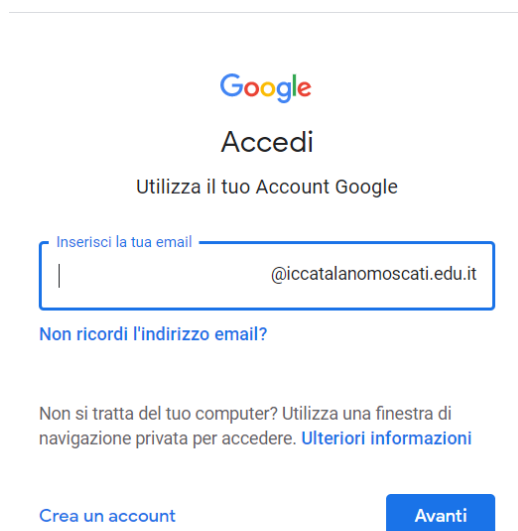 Google
Accedi
Utilizza il tuo Account Google
Inserisci la tua email
@iccatalanomoscati.edu.it
Non ricordi l'indirizzo email?
Non si tratta del tuo computer? Utilizza una finestra di
navigazione privata per accedere. Ulteriori informazioni
Crea un account
Avanti